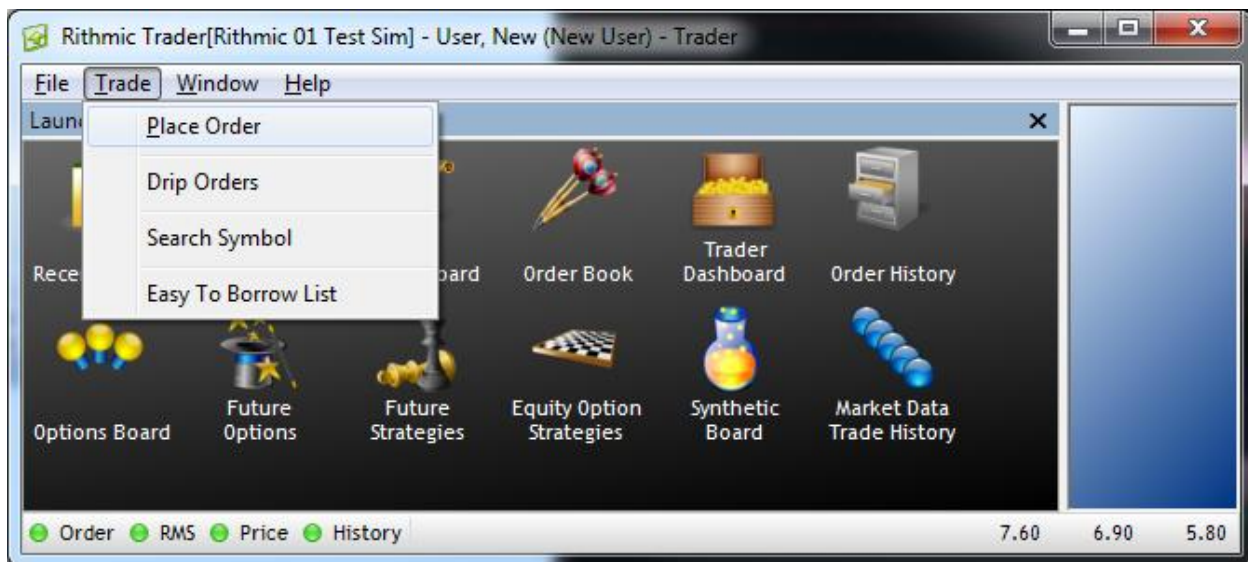 Rithmic Trader[Rithmic 01 Test Sim] - User, New (New User) - Trader
File Trade Window Help
Place Order
Drip Orders
Search Symbol
Easy To Borrow List
Order Book
Trader
Dashboard
Order History
Options Board
Future
Options
Future
Strategies
Equity Option
Strategies
Synthetic
Board
Market Data
Trade History
Order RMS Price History 7.60 6.90 5.80